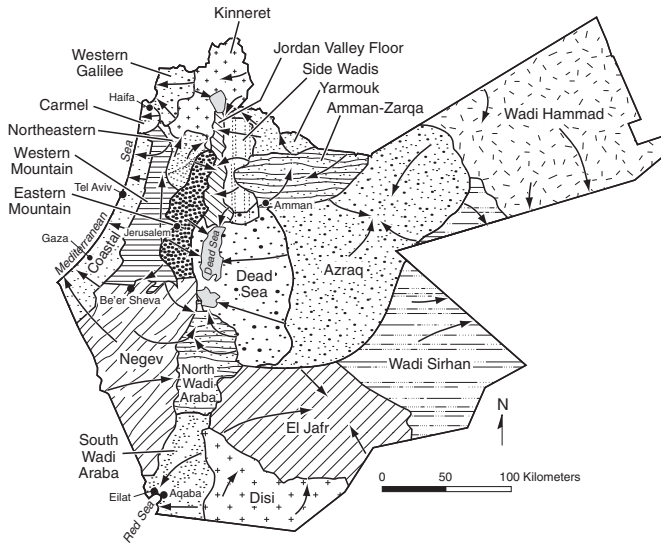 Kinneret
Western
Galilee
Jordan Valley Floor
Side Wadis
Yarmouk
Amman-Zarqa
Haifa
Carmel
Northeastern
Western
Mountain
Eastern
Mountain
Wadi Hammad
Tel Aviv
Mediterranean Sea
Coastal
Jerusalem
Gaza
Amman
Dead Sea
Dead
Sea
Azraq
Be'er Sheva
Negev
North
Wadi
Araba
Wadi Sirhan
El Jafr
N
South
Wadi
Araba
Disi
0 50 100 Kilometers
Eilat
Aqaba
Red Sea